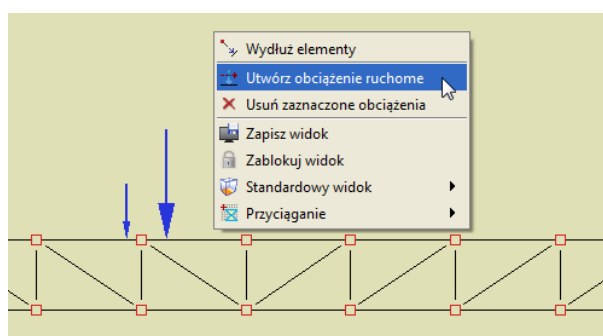 Wydłuż elementy
Utwórz obciążenie ruchome
Usuń zaznaczone obciążenia
Zapisz widok
Zablokuj widok
Standardowy widok
Przyciąganie